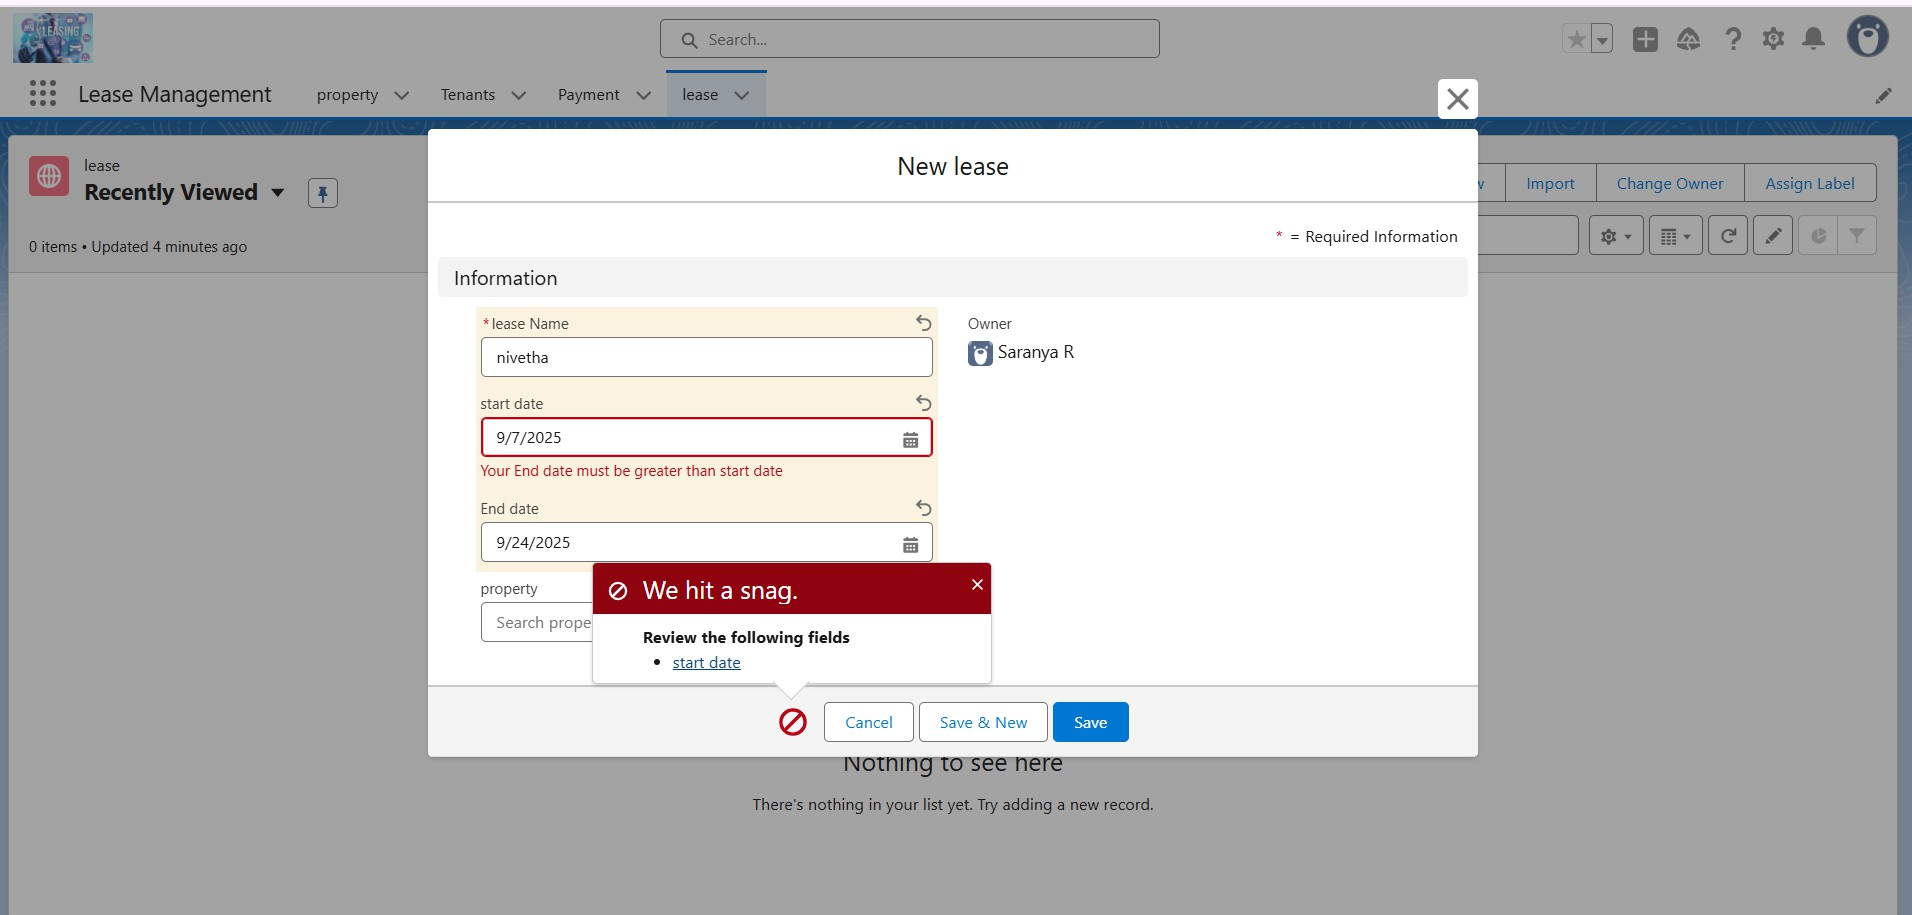 LEASING
Search...
Lease Management
property
Tenants
Payment
lease
lease
Recently Viewed
0 items • Updated 4 minutes ago
Import
Change Owner
Assign Label
New lease
* = Required Information
Information
*lease Name
nivetha
Owner
Saranya R
start date
9/7/2025
Your End date must be greater than start date
End date
9/24/2025
property
Search prope
We hit a snag.
Review the following fields
• start date
Cancel
Save & New
Save
Nothing to see here
There's nothing in your list yet. Try adding a new record.